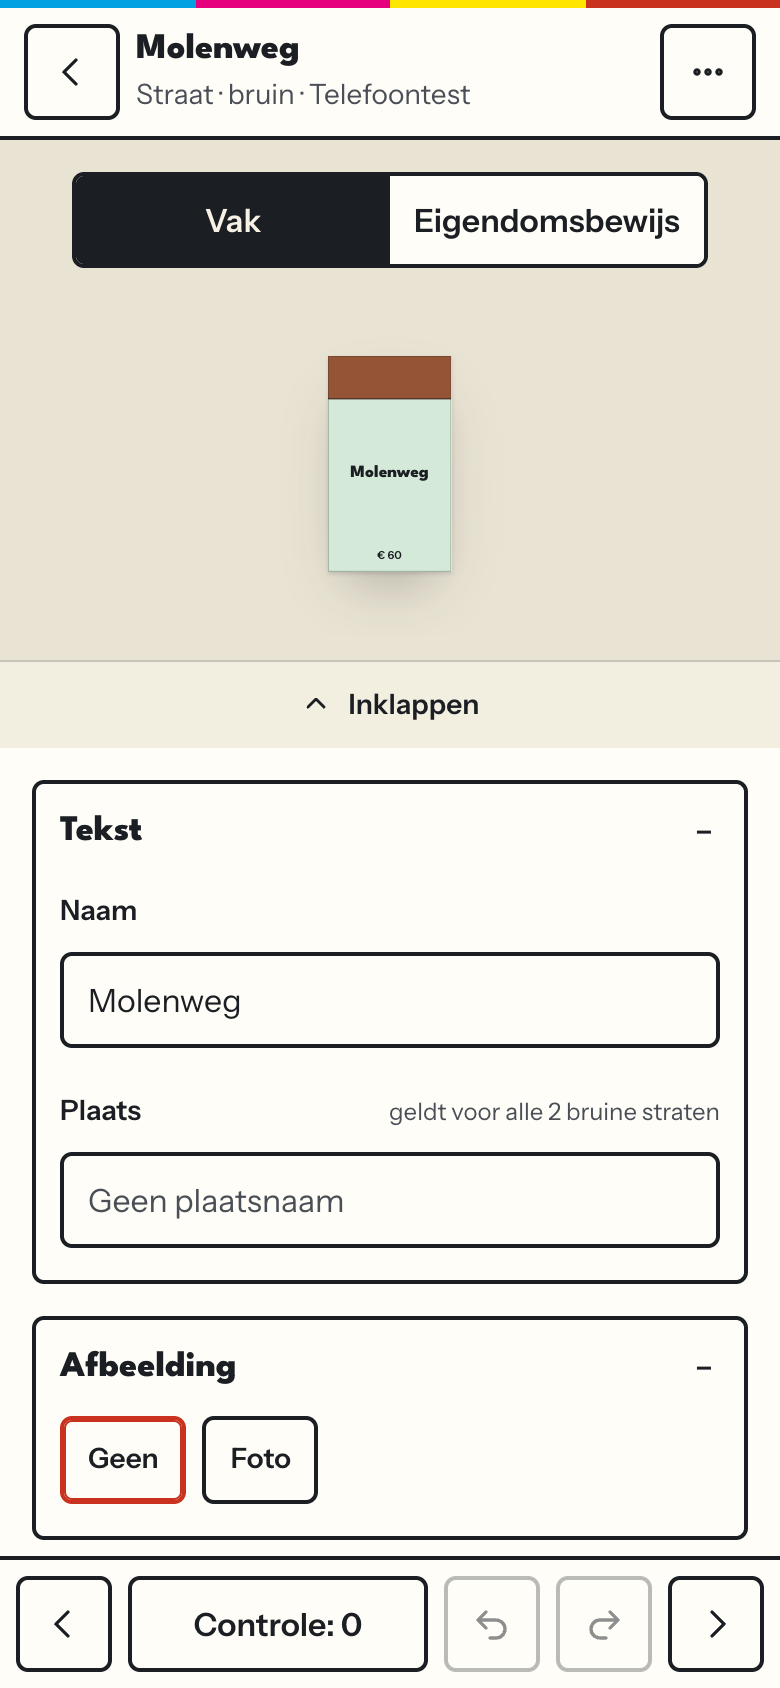 Molenweg
Straat · bruin · Telefoontest
Vak
Eigendomsbewijs
Molenweg
€ 60
Inklappen
Tekst
Naam
Molenweg
Plaats
geldt voor alle 2 bruine straten
Geen plaatsnaam
Afbeelding
Geen
Foto
Controle: 0